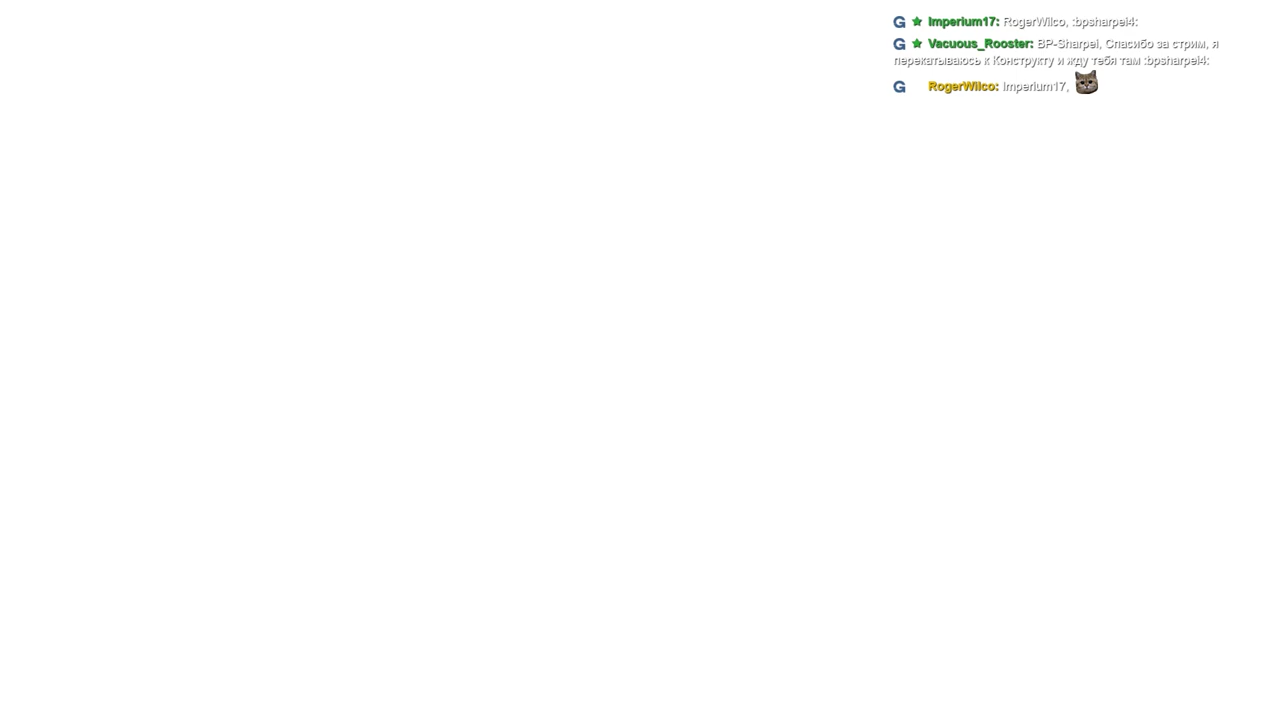 G Imperium17: RogerWilco, :bpsharpei4:
G Vacuous_Rooster: BP-Sharpei, Спасибо за стрим, я
перекатываюсь к Конструкту и жду тебя там :bpsharpei4:
G RogerWilco: Imperium17,